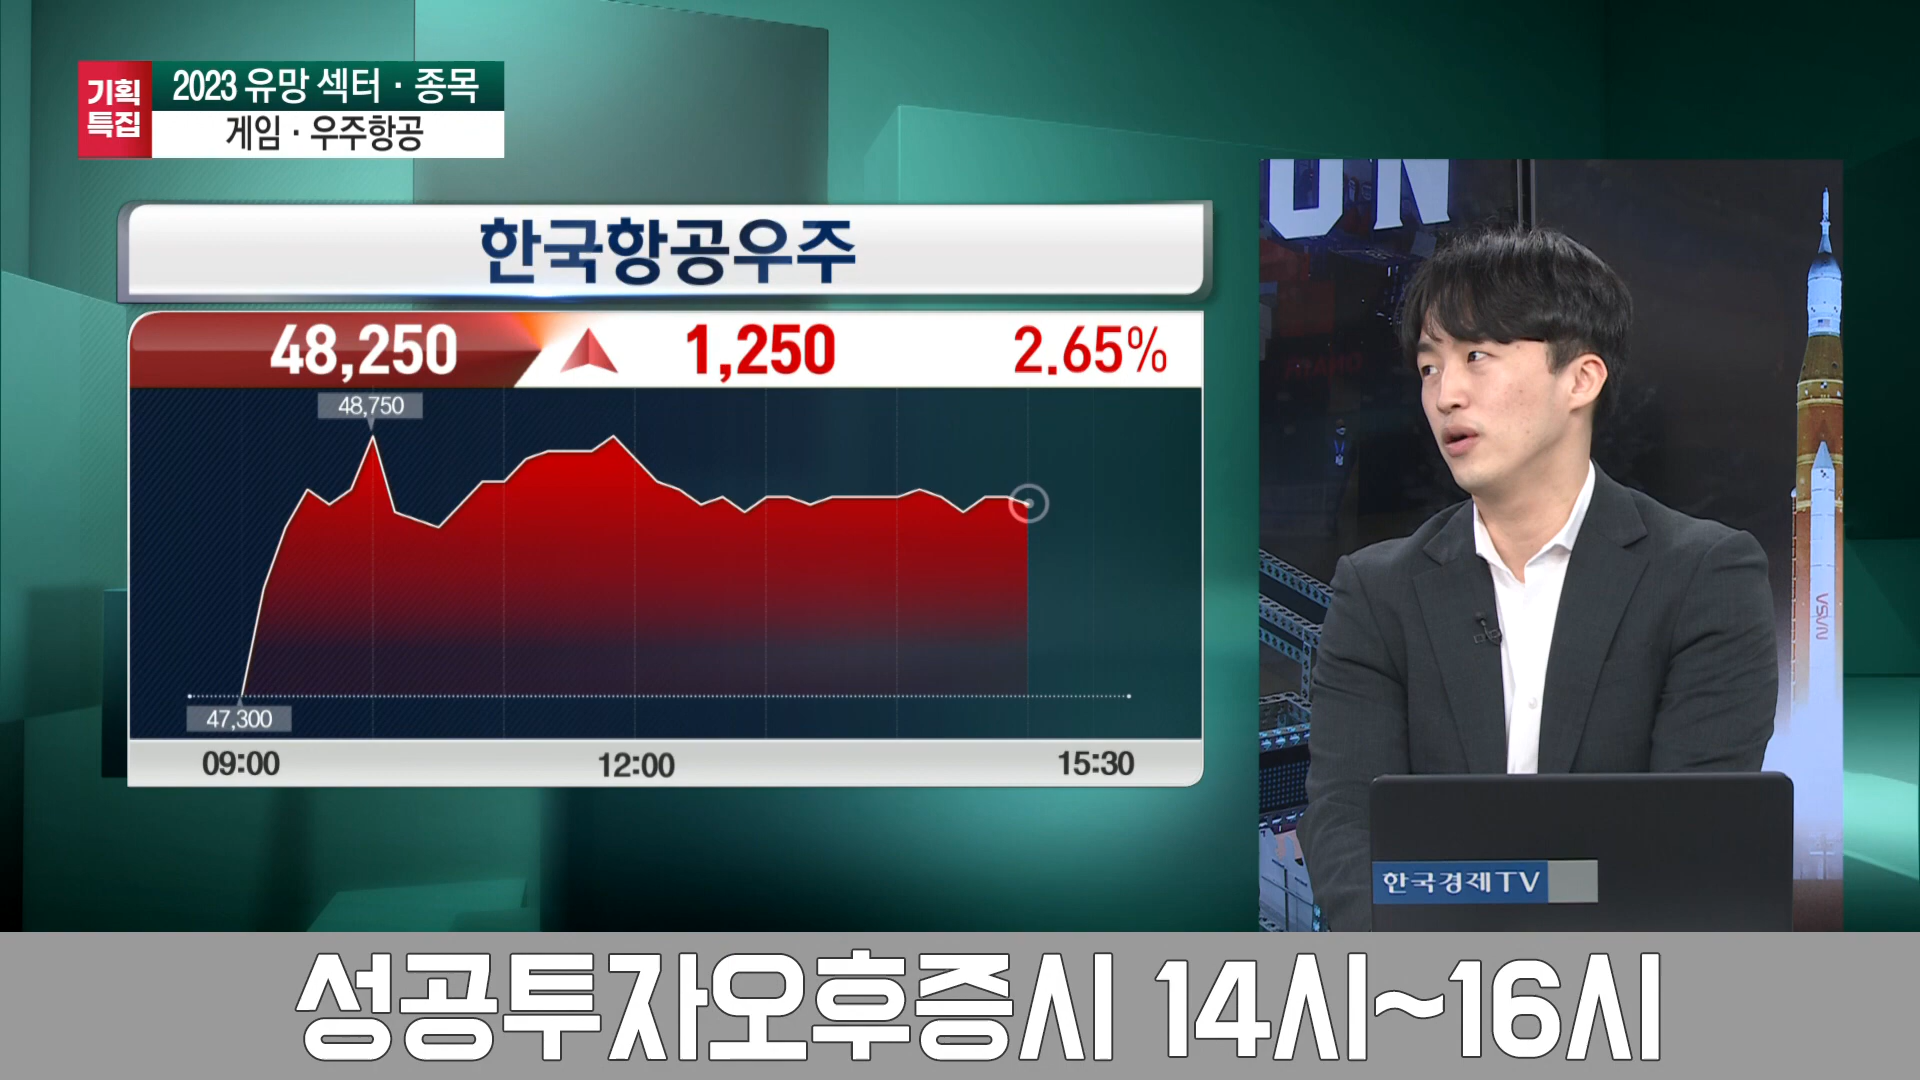 기획
특집
2023 유망 섹터 · 종목
게임 · 우주항공
한국항공우주
48,250 1,250 2.65%
48,750
47,300
09:00 12:00 15:30
ON
NASA
한국경제TV
성공투자오후증시 14시~16시